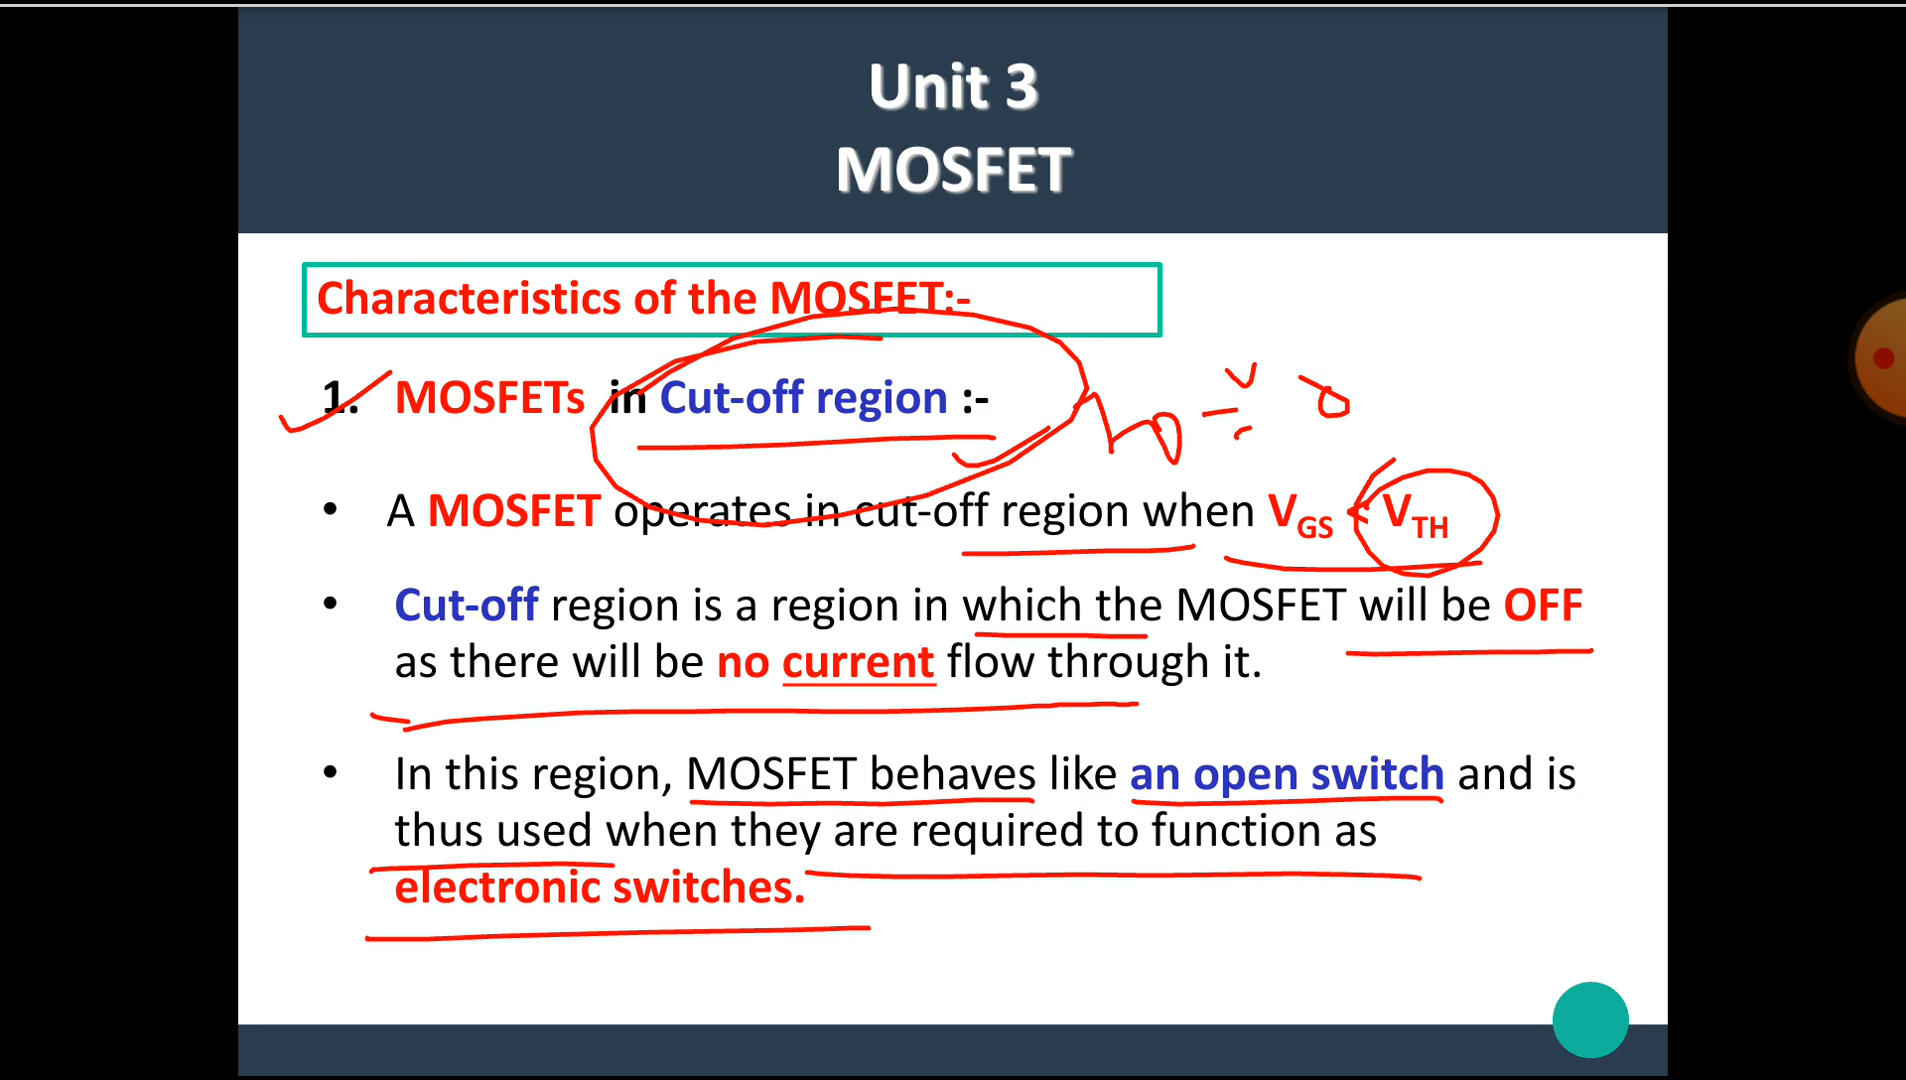 Unit 3
MOSFET
Characteristics of the MOSFET:-
1. MOSFETs in Cut-off region :-
• A MOSFET operates in cut-off region when VGS < VTH
• Cut-off region is a region in which the MOSFET will be OFF
as there will be no current flow through it.
• In this region, MOSFET behaves like an open switch and is
thus used when they are required to function as
electronic switches.